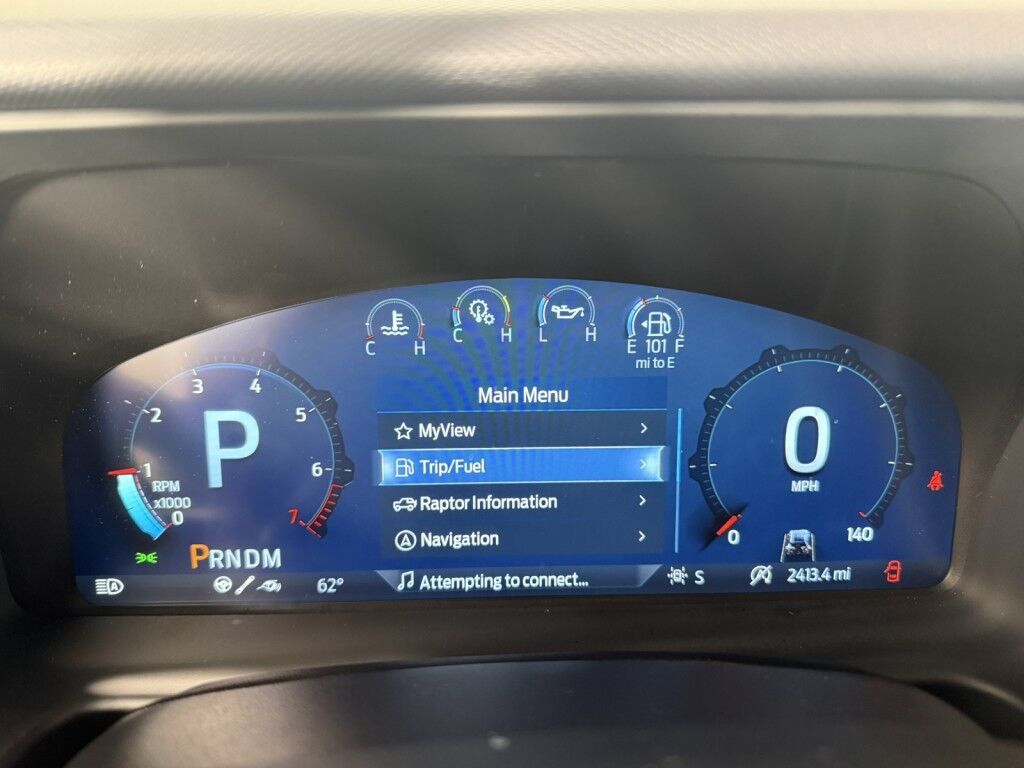 C H
C H
L H
E 101 F
mi to E
Main Menu
MyView
Trip/Fuel
Raptor Information
Navigation
Attempting to connect...
0 1 2 3 4 5 6 7
P
RPM
x1000
PRNDM
A
62°
0
MPH
0 140
S
2413.4 mi